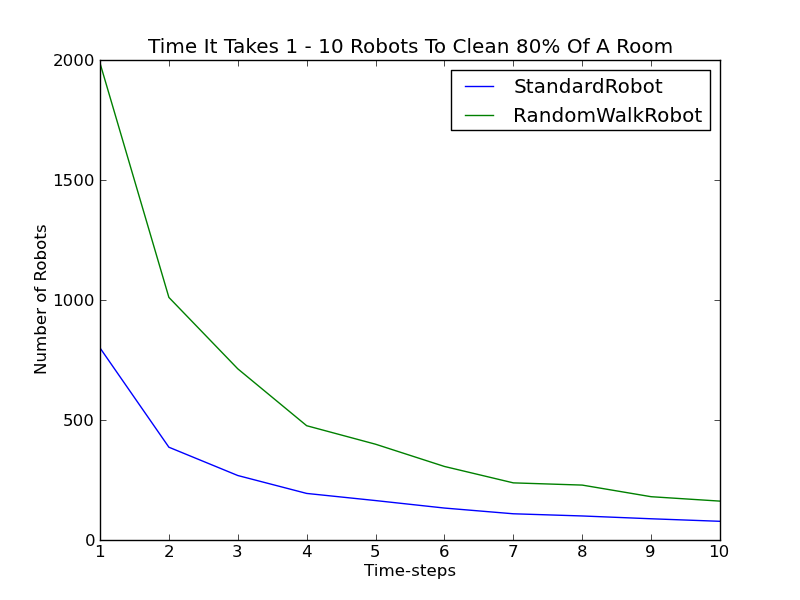 Time It Takes 1 - 10 Robots To Clean 80% Of A Room
StandardRobot
RandomWalkRobot
2000
1500
1000
500
0
Number of Robots
1 2 3 4 5 6 7 8 9 10
Time-steps